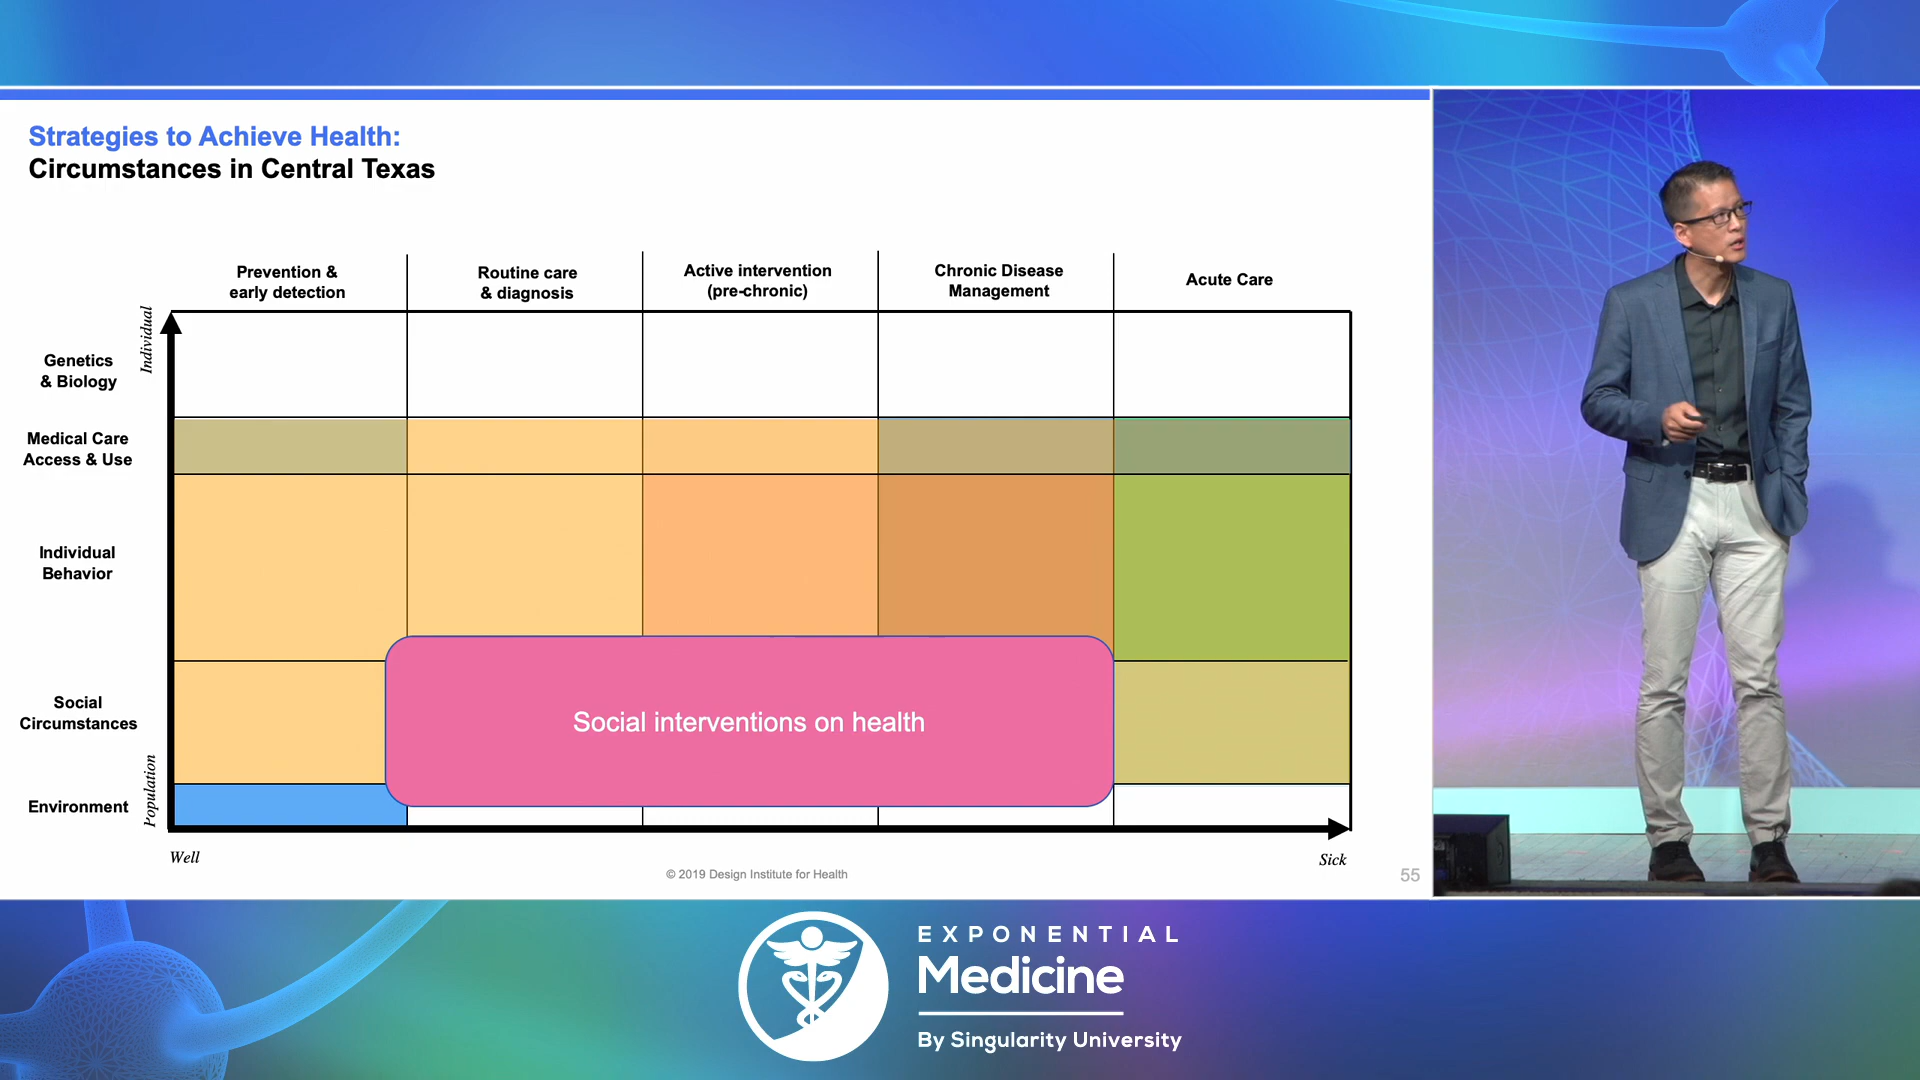 Strategies to Achieve Health:
Circumstances in Central Texas
Prevention &
early detection
Routine care
& diagnosis
Active intervention
(pre-chronic)
Chronic Disease
Management
Acute Care
Individual
Genetics
& Biology
Medical Care
Access & Use
Individual
Behavior
Social
Circumstances
Social interventions on health
Population
Environment
Well
Sick
© 2019 Design Institute for Health
55
EXPONENTIAL
Medicine
By Singularity University